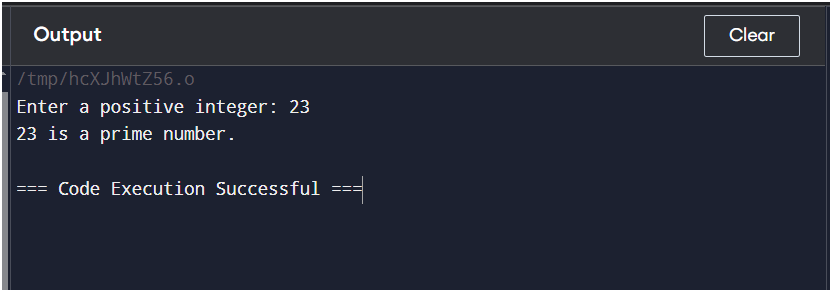 Output
Clear
/tmp/hcXJhWtZ56.o
Enter a positive integer: 23
23 is a prime number.
=== Code Execution Successful ===